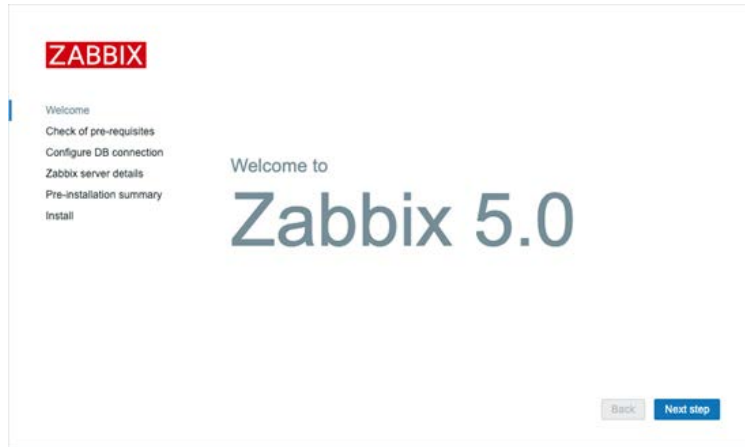 ZABBIX
Welcome
Check of pre-requisites
Configure DB connection
Zabbix server details
Pre-installation summary
Install
Welcome to
Zabbix 5.0
Back
Next step